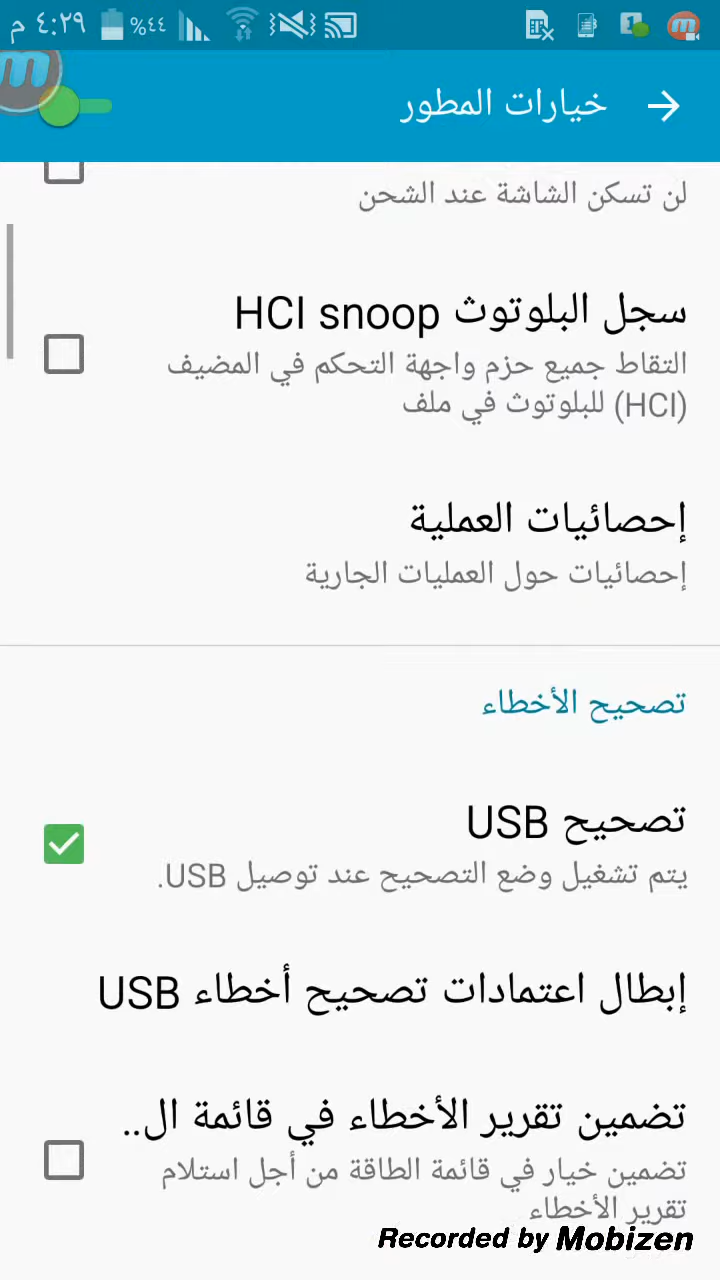 ٤:٢٩ م %٤٤
خيارات المطور
لن تسكن الشاشة عند الشحن
سجل البلوتوث HCI snoop
التقاط جميع حزم واجهة التحكم في المضيف
(HCI) للبلوتوث في ملف
إحصائيات العملية
إحصائيات حول العمليات الجارية
تصحيح الأخطاء
تصحيح USB
يتم تشغيل وضع التصحيح عند توصيل USB.
إبطال اعتمادات تصحيح أخطاء USB
تضمين تقرير الأخطاء في قائمة ال..
تضمين خيار في قائمة الطاقة من أجل استلام
تقرير الأخطاء
Recorded by Mobizen